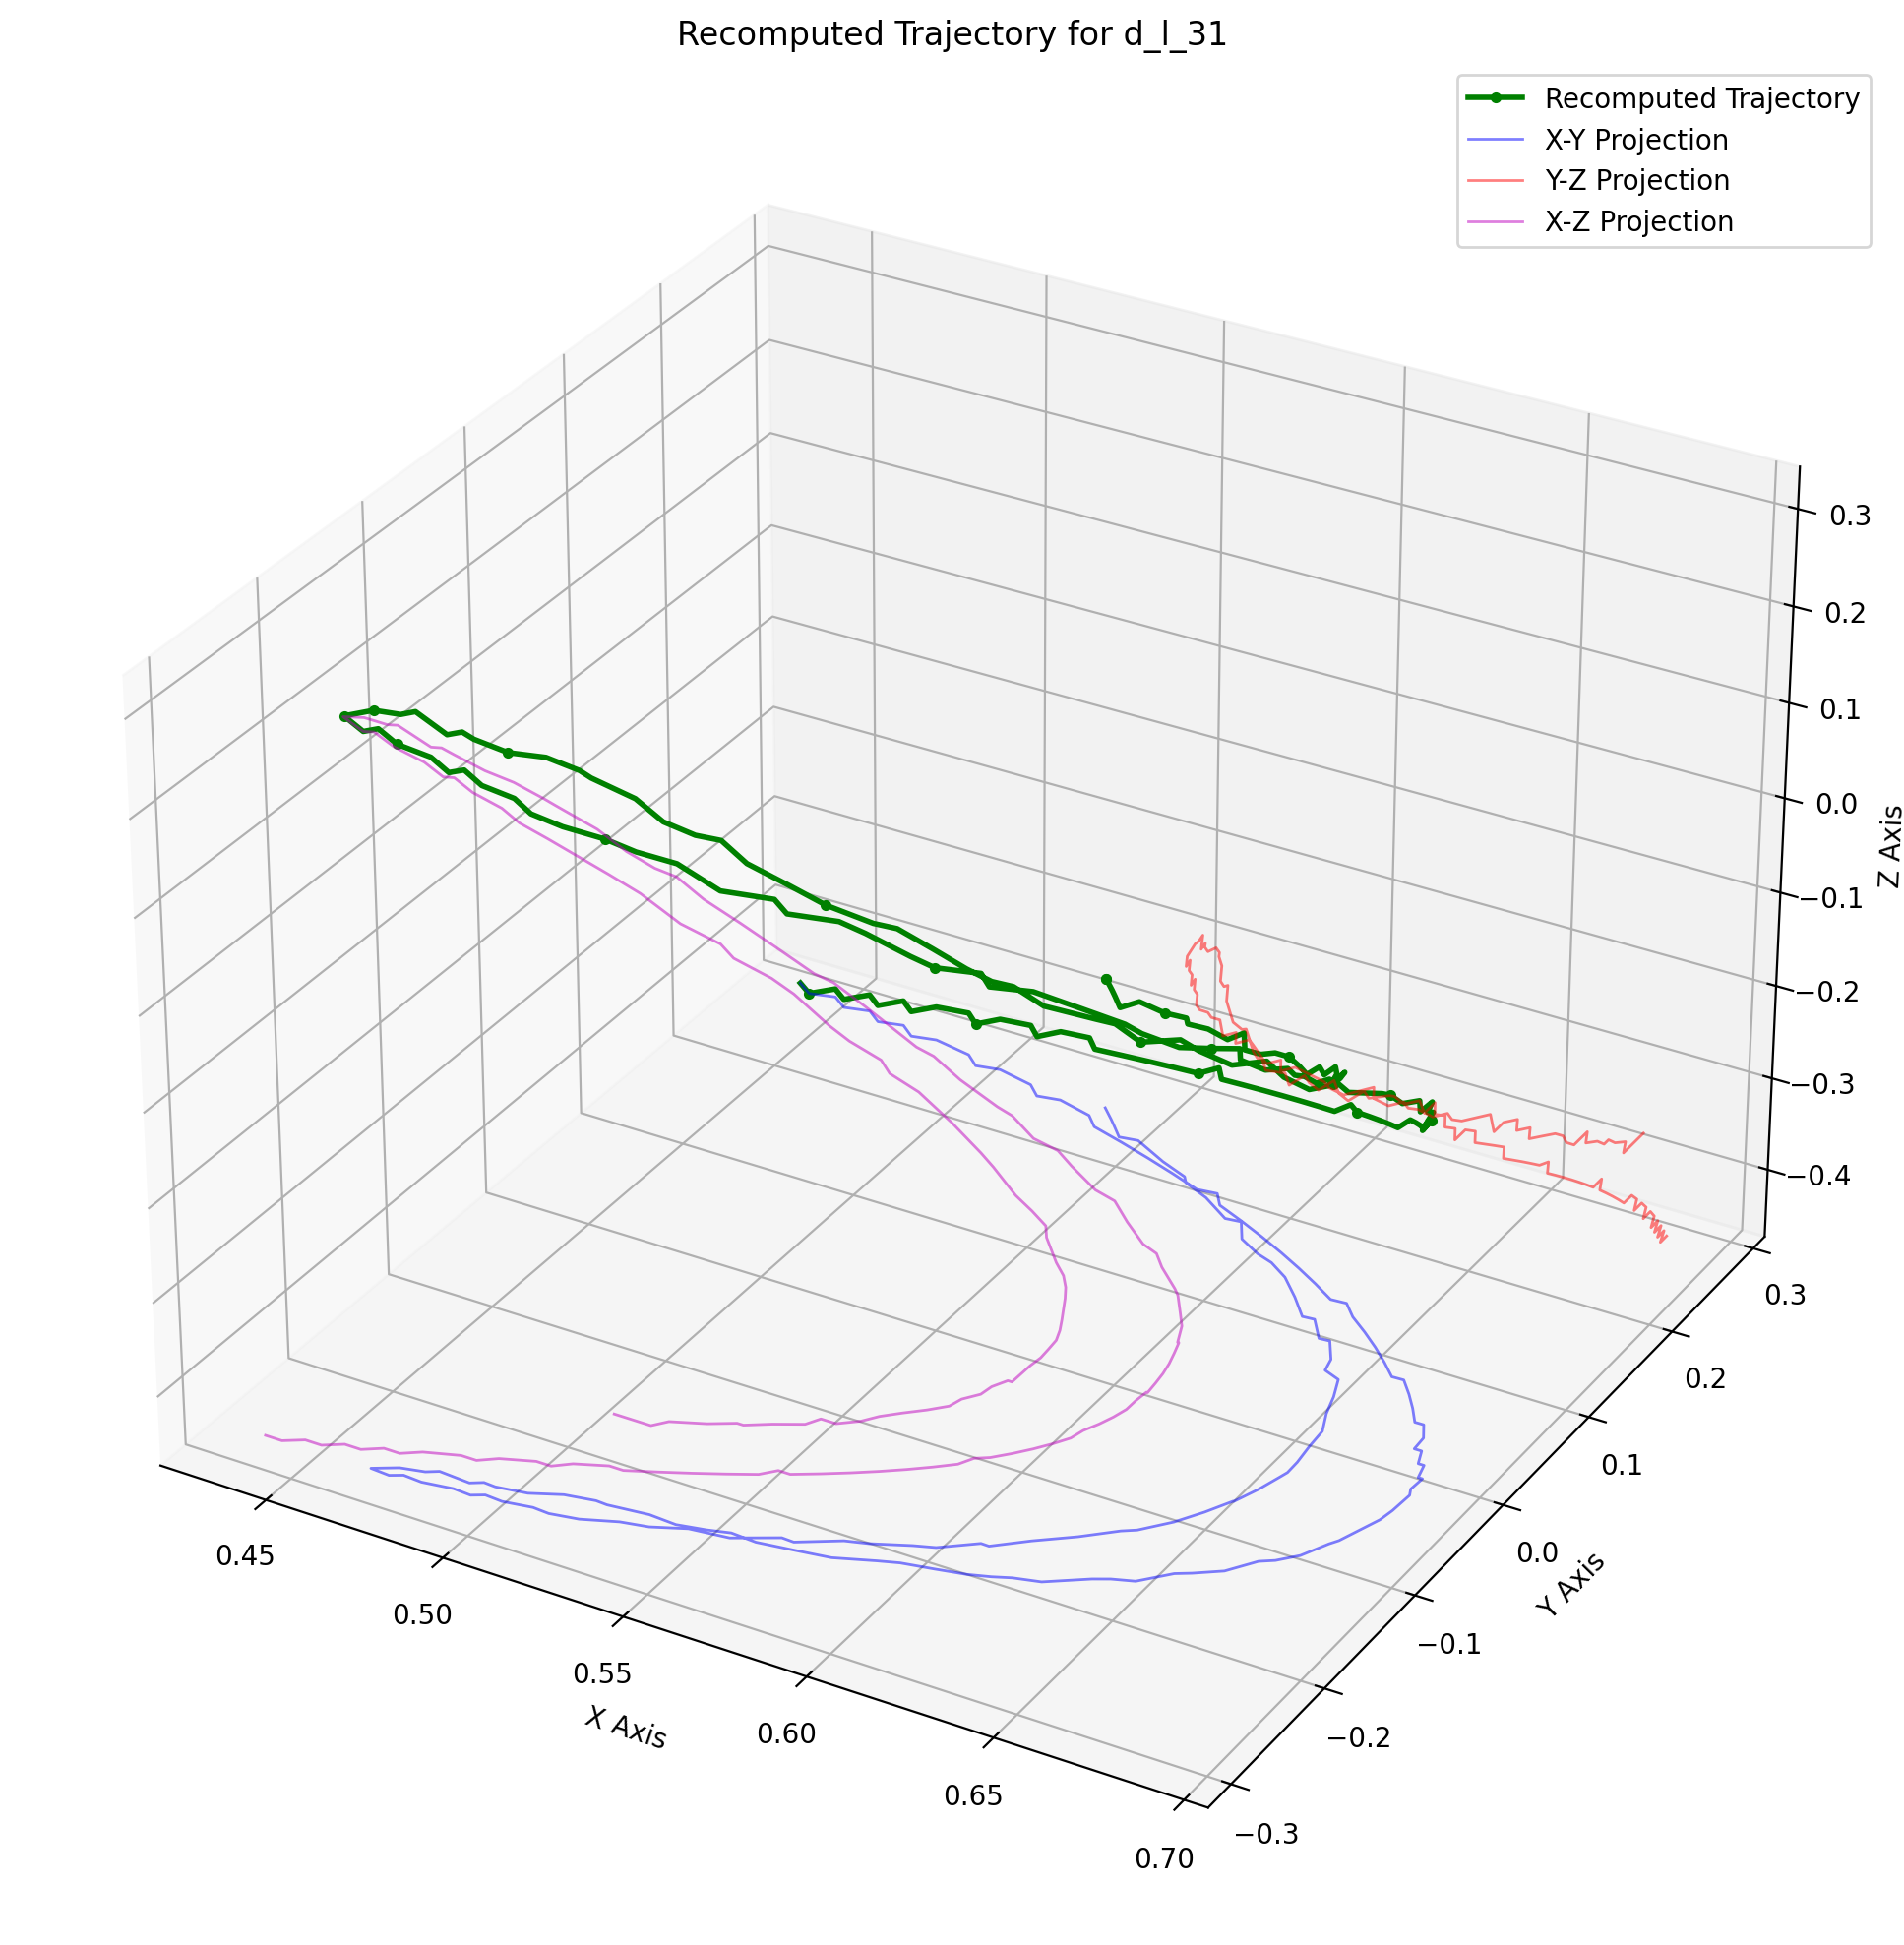 Recomputed Trajectory for d_l_31
Recomputed Trajectory
X-Y Projection
Y-Z Projection
X-Z Projection
0.3
0.2
0.1
0.0
−0.1
−0.2
−0.3
−0.4
Z Axis
0.3
0.2
0.1
0.0
−0.1
−0.2
−0.3
Y Axis
0.45
0.50
0.55
0.60
0.65
0.70
X Axis